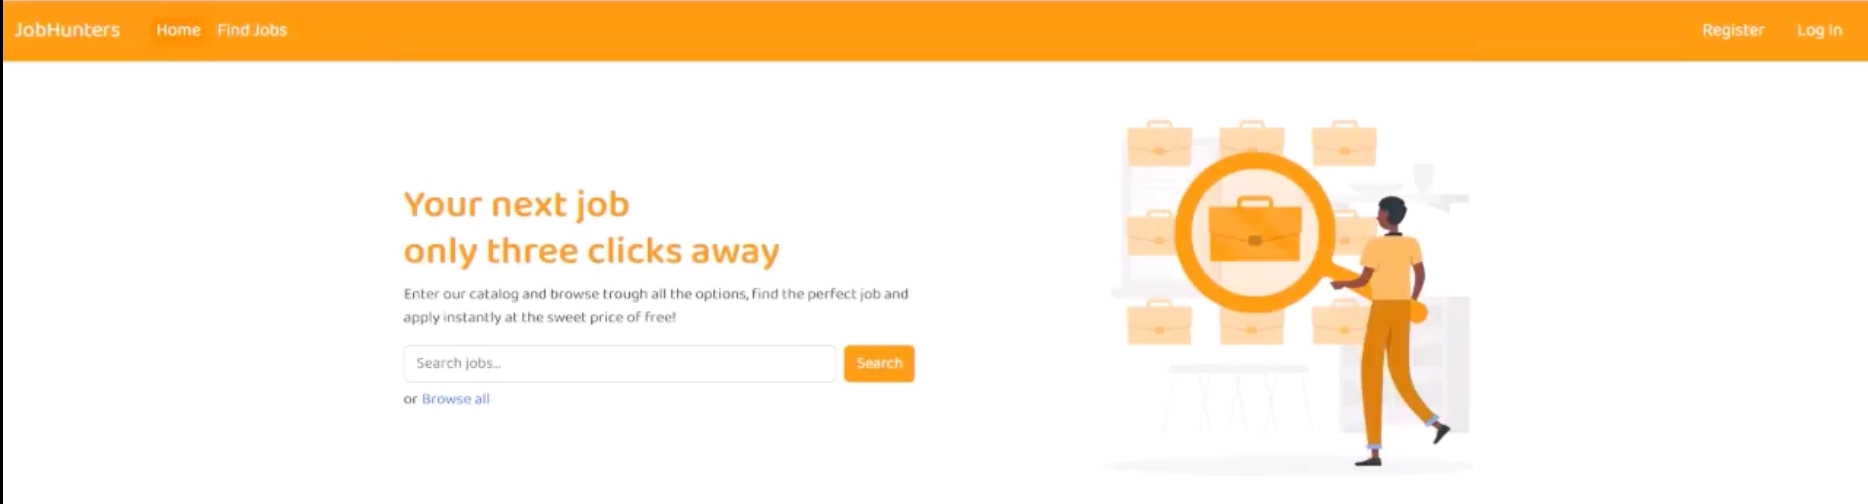 JobHunters Home Find Jobs Register Log In
Your next job
only three clicks away
Enter our catalog and browse trough all the options, find the perfect job and
apply instantly at the sweet price of free!
Search jobs... Search
or Browse all